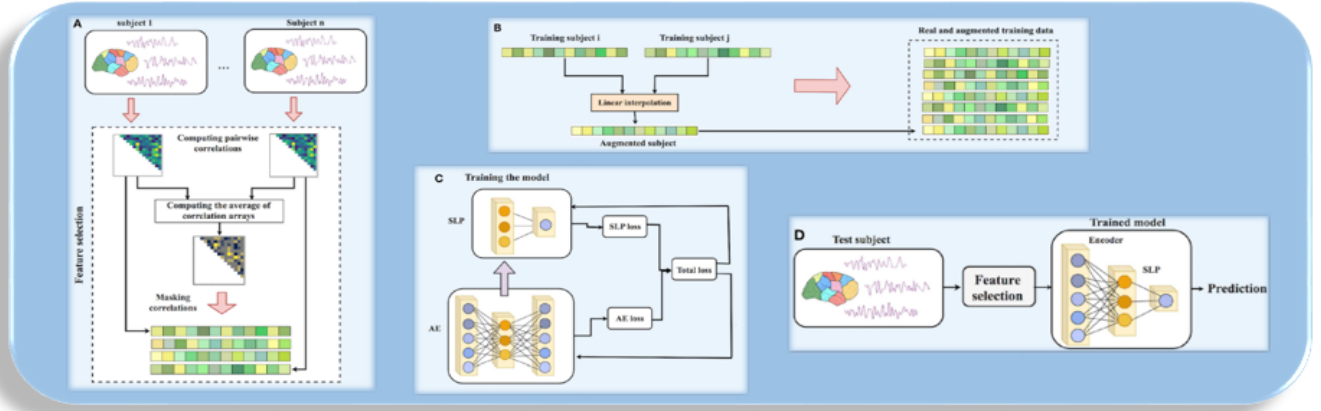 A
subject 1
Subject n
...
Computing pairwise
correlations
Computing the average of
correlation arrays
Feature selection
Masking
correlations
B
Training subject i
Training subject j
Linear interpolation
Augmented subject
Real and augmented training data
C
Training the model
SLP
SLP loss
Total loss
AE
AE loss
D
Test subject
Feature
selection
Trained model
Encoder
SLP
Prediction